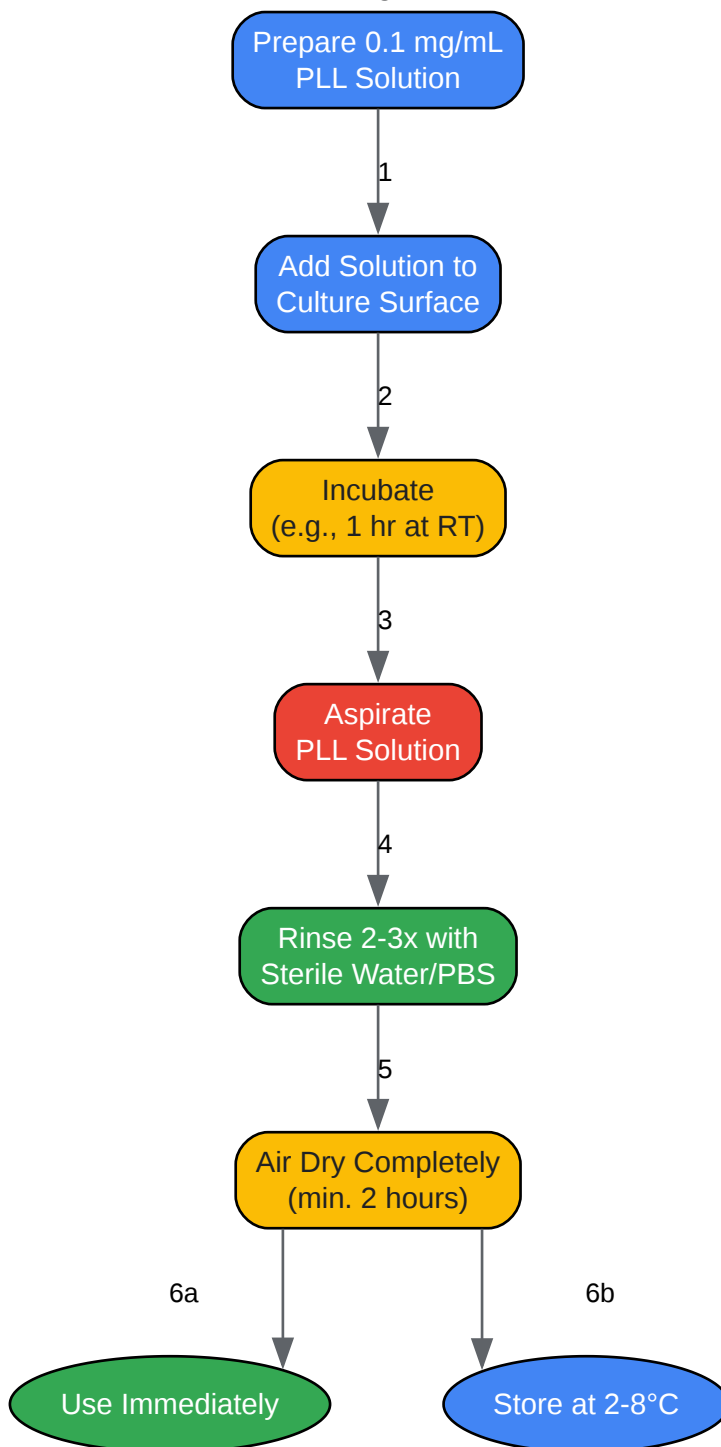 Prepare 0.1 mg/mL
PLL Solution
1
Add Solution to
Culture Surface
2
Incubate
(e.g., 1 hr at RT)
3
Aspirate
PLL Solution
4
Rinse 2-3x with
Sterile Water/PBS
5
Air Dry Completely
(min. 2 hours)
6a
6b
Use Immediately
Store at 2-8°C